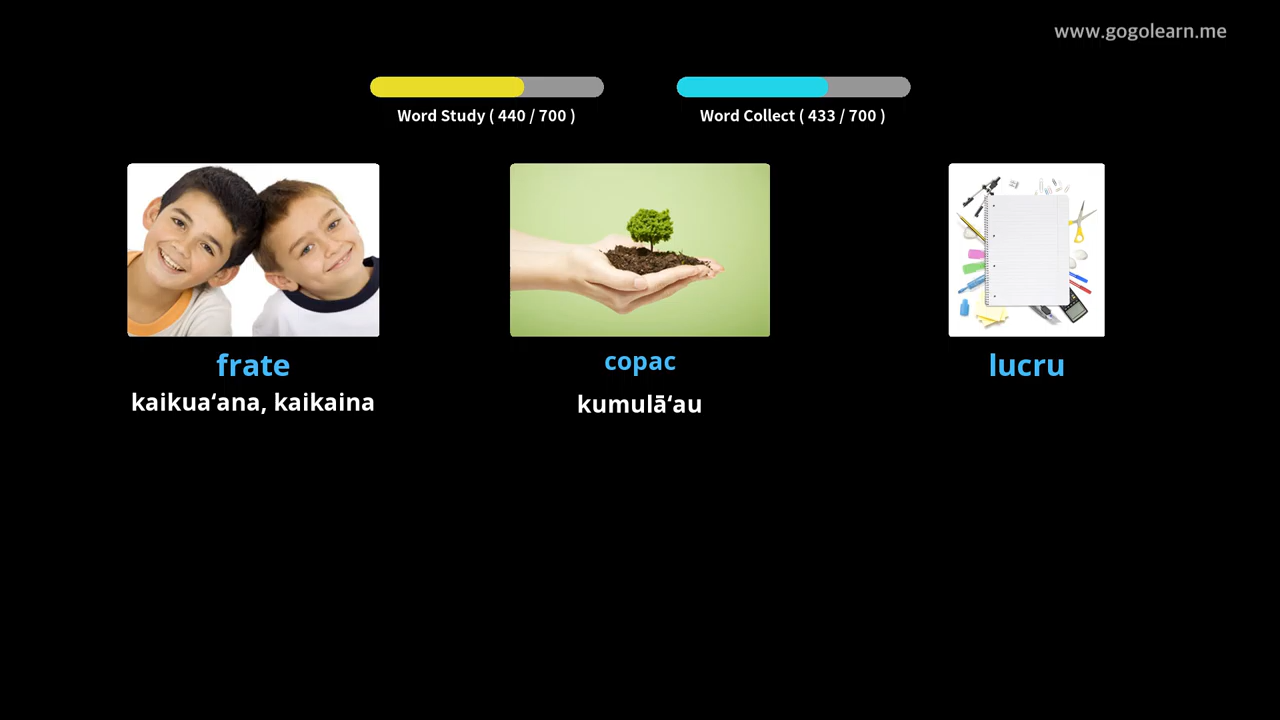 www.gogolearn.me
Word Study ( 440 / 700 )
Word Collect ( 433 / 700 )
frate
copac
lucru
kaikuaʻana, kaikaina
kumulāʻau